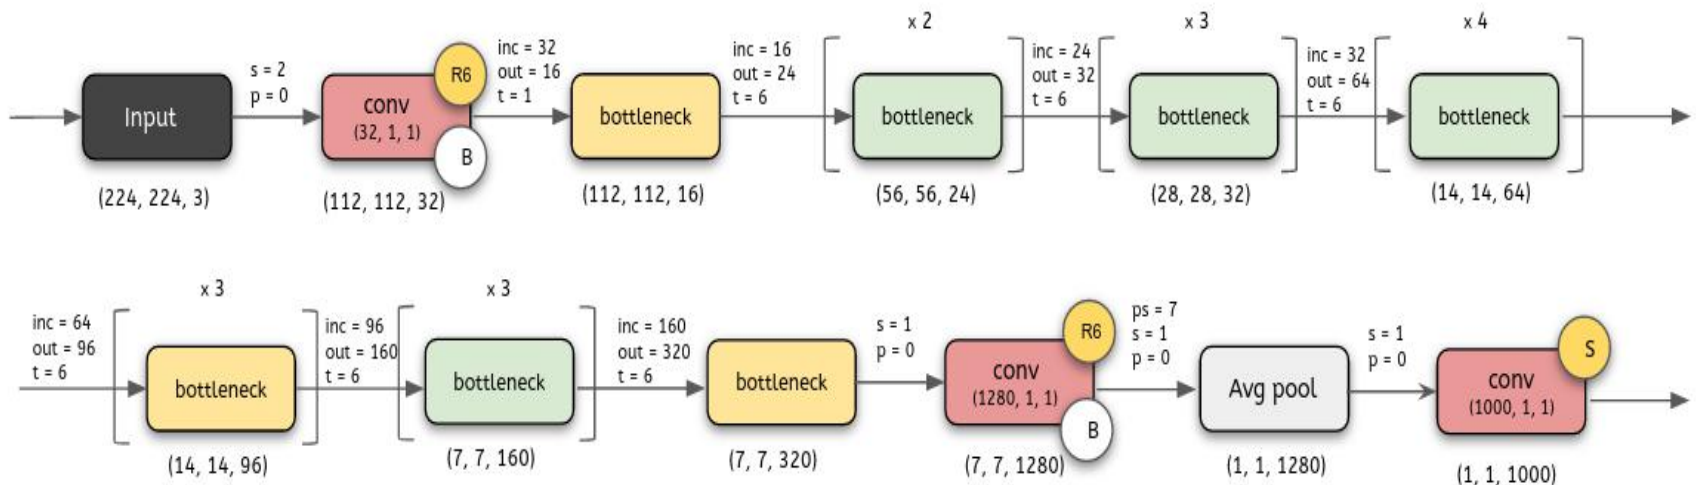 x 2
x 3
x 4
s = 2
p = 0
inc = 32
out = 16
t = 1
inc = 16
out = 24
t = 6
inc = 24
out = 32
t = 6
inc = 32
out = 64
t = 6
Input
conv
(32, 1, 1)
R6
B
bottleneck
bottleneck
bottleneck
bottleneck
(224, 224, 3)
(112, 112, 32)
(112, 112, 16)
(56, 56, 24)
(28, 28, 32)
(14, 14, 64)
x 3
x 3
inc = 64
out = 96
t = 6
inc = 96
out = 160
t = 6
inc = 160
out = 320
t = 6
s = 1
p = 0
ps = 7
s = 1
p = 0
s = 1
p = 0
bottleneck
bottleneck
bottleneck
conv
(1280, 1, 1)
R6
B
Avg pool
conv
(1000, 1, 1)
S
(14, 14, 96)
(7, 7, 160)
(7, 7, 320)
(7, 7, 1280)
(1, 1, 1280)
(1, 1, 1000)